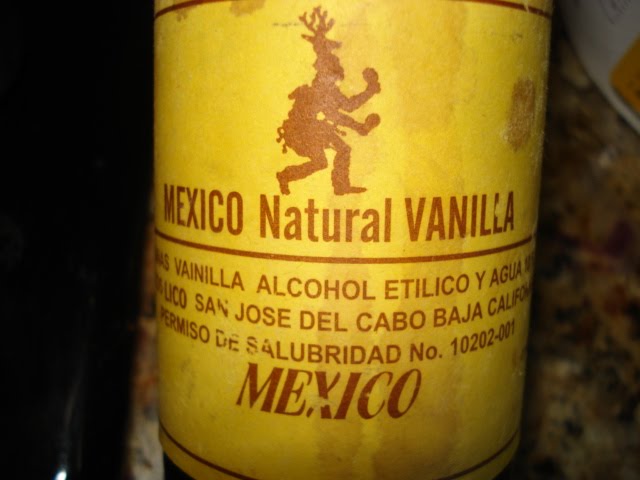 MEXICO Natural VANILLA
VAINILLA ALCOHOL ETILICO Y AGUA
LICO SAN JOSE DEL CABO BAJA
PERMISO DE SALUBRIDAD No. 10202-001
MEXICO